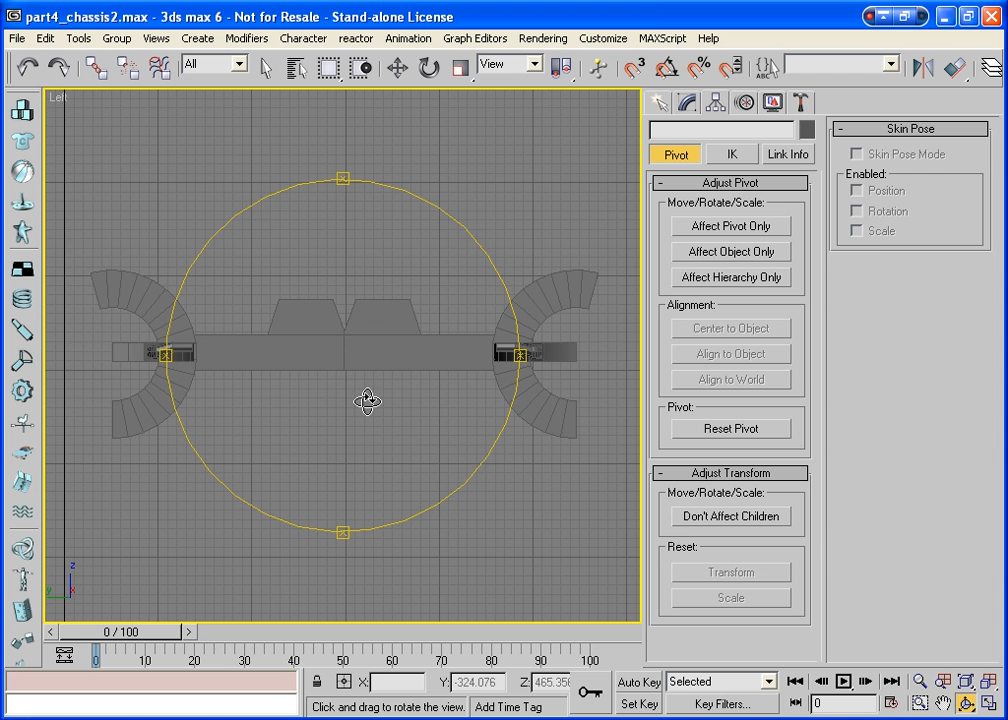 part4_chassis2.max - 3ds max 6 - Not for Resale - Stand-alone License
File Edit Tools Group Views Create Modifiers Character reactor Animation Graph Editors Rendering Customize MAXScript Help
All View 3 % ABC
Left
Pivot IK Link Info
- Adjust Pivot
Move/Rotate/Scale:
Affect Pivot Only
Affect Object Only
Affect Hierarchy Only
Alignment:
Center to Object
Align to Object
Align to World
Pivot:
Reset Pivot
- Adjust Transform
Move/Rotate/Scale:
Don't Affect Children
Reset:
Transform
Scale
- Skin Pose
Skin Pose Mode
Enabled:
Position
Rotation
Scale
z
y x
< 0 / 100 >
0 10 20 30 40 50 60 70 80 90 100
X: Y: -324.076 Z: 465.356
Auto Key Selected
Click and drag to rotate the view. Add Time Tag
Set Key Key Filters... 0